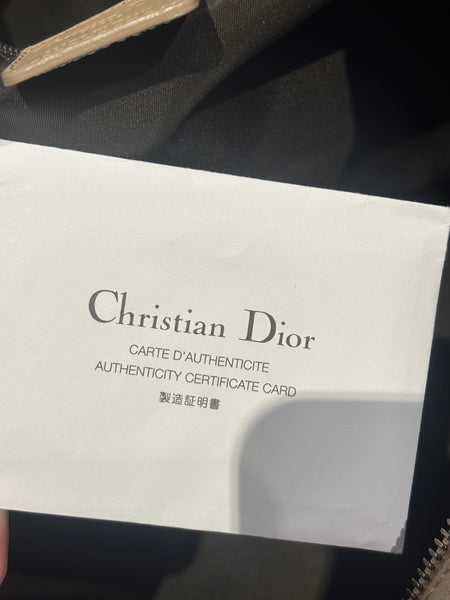 Christian Dior
CARTE D'AUTHENTICITE
AUTHENTICITY CERTIFICATE CARD
製造証明書